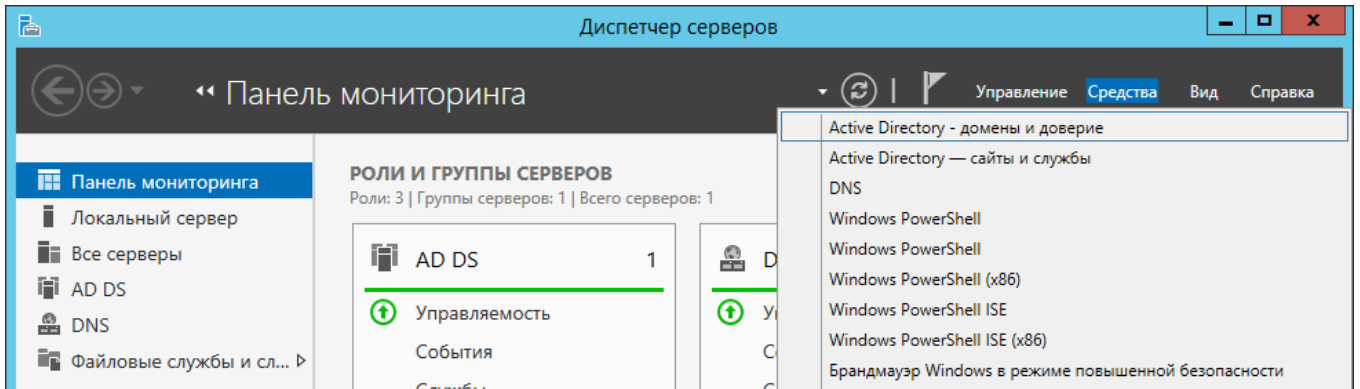 Диспетчер серверов
Панель мониторинга
Управление Средства Вид Справка
Active Directory - домены и доверие
Active Directory — сайты и службы
DNS
Windows PowerShell
Windows PowerShell
Windows PowerShell (x86)
Windows PowerShell ISE
Windows PowerShell ISE (x86)
Брандмауэр Windows в режиме повышенной безопасности
Панель мониторинга
Локальный сервер
Все серверы
AD DS
DNS
Файловые службы и сл...
РОЛИ И ГРУППЫ СЕРВЕРОВ
Роли: 3 | Группы серверов: 1 | Всего серверов: 1
AD DS 1
Управляемость
События